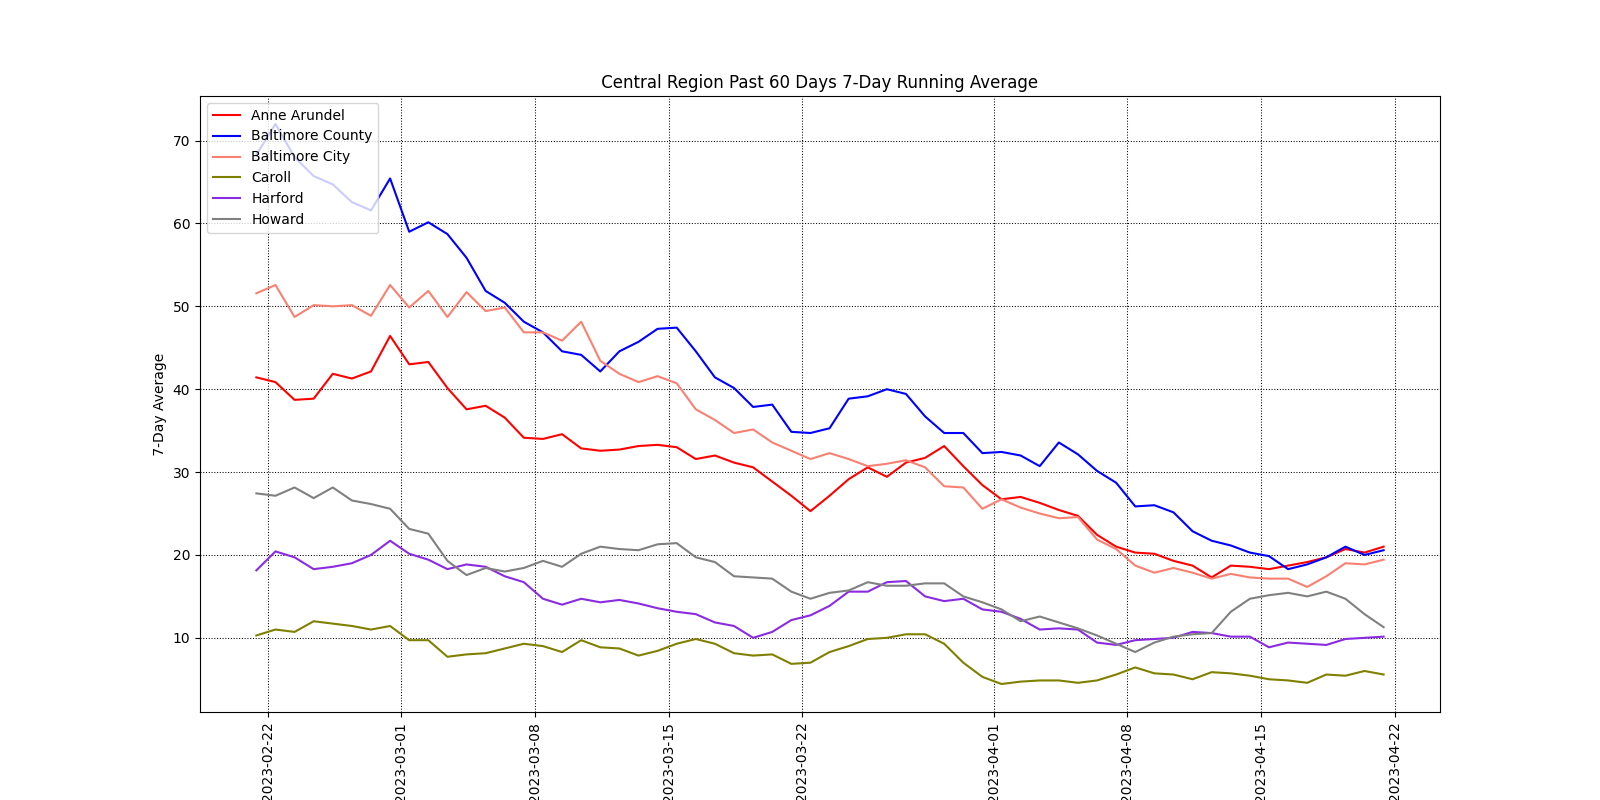 Central Region Past 60 Days 7-Day Running Average
Anne Arundel
Baltimore County
Baltimore City
Caroll
Harford
Howard
7-Day Average
70
60
50
40
30
20
10
2023-02-22
2023-03-01
2023-03-08
2023-03-15
2023-03-22
2023-04-01
2023-04-08
2023-04-15
2023-04-22